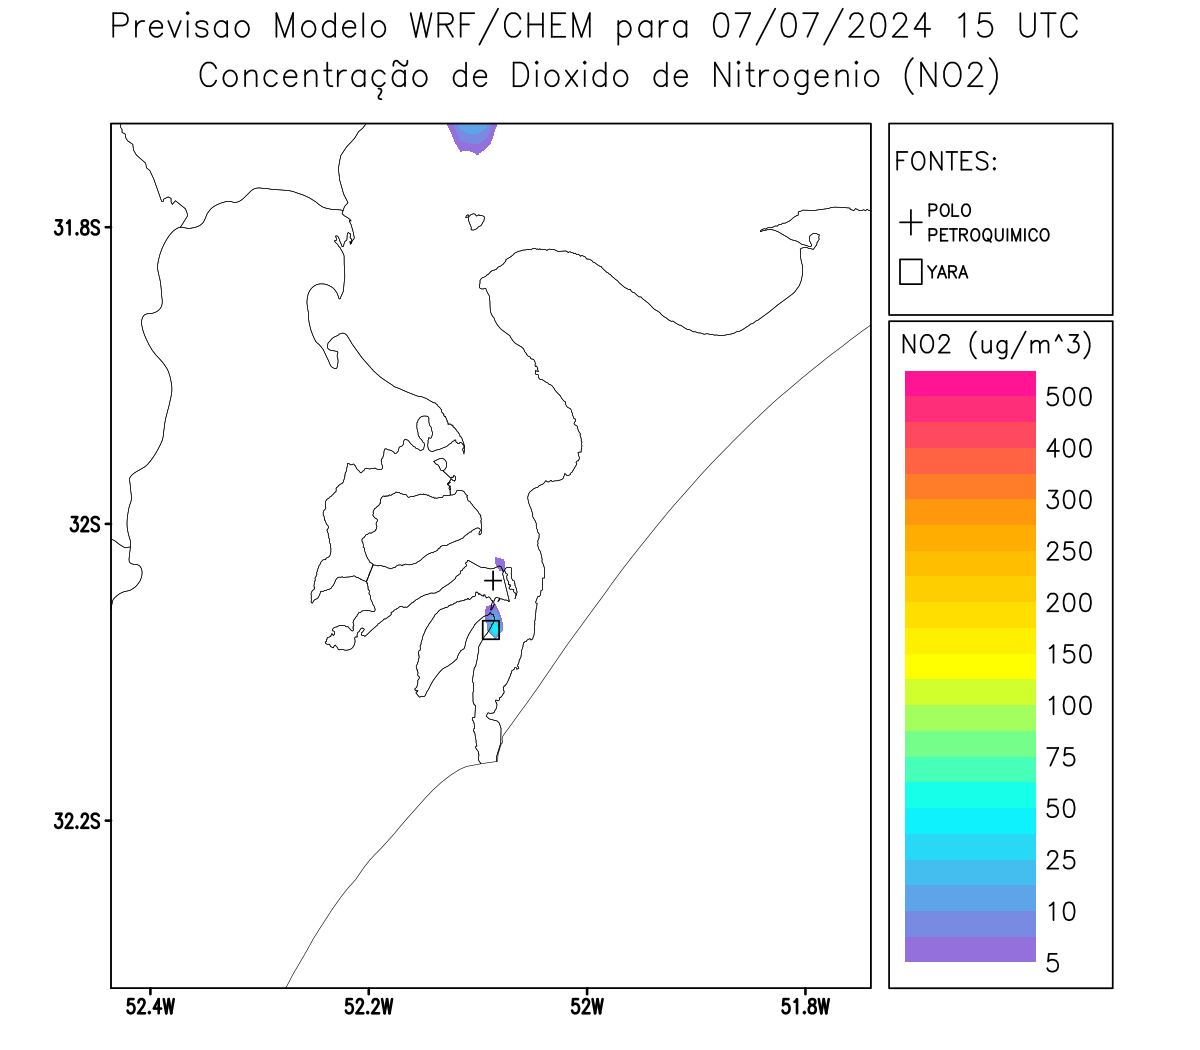 Previsao Modelo WRF/CHEM para 07/07/2024 15 UTC
Concentração de Dioxido de Nitrogenio (NO2)
FONTES:
POLO
PETROQUIMICO
YARA
NO2 (ug/m^3)
500
400
300
250
200
150
100
75
50
25
10
5
31.8S
32S
32.2S
52.4W
52.2W
52W
51.8W